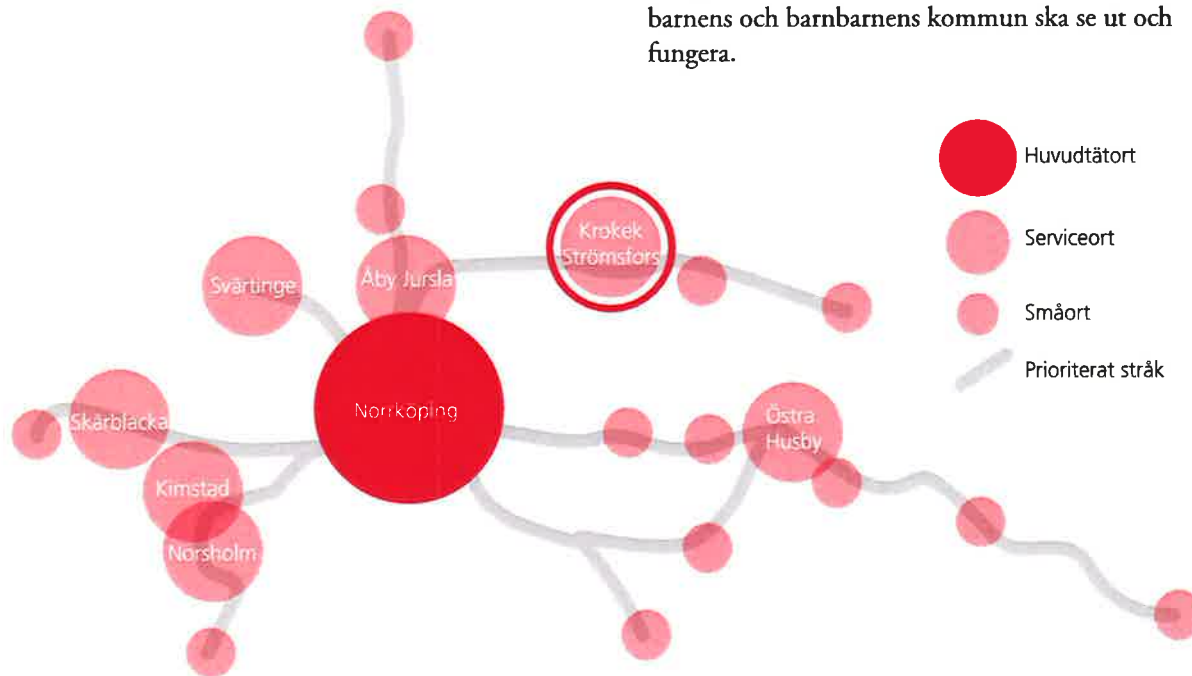 barnens och barnbarnens kommun ska se ut och
fungera.
Huvudtätort
Serviceort
Småort
Prioriterat stråk
Krokek
Strömsfors
Svärtinge
Åby Jursla
Norrköping
Skärblacka
Östra
Husby
Kimstad
Norsholm